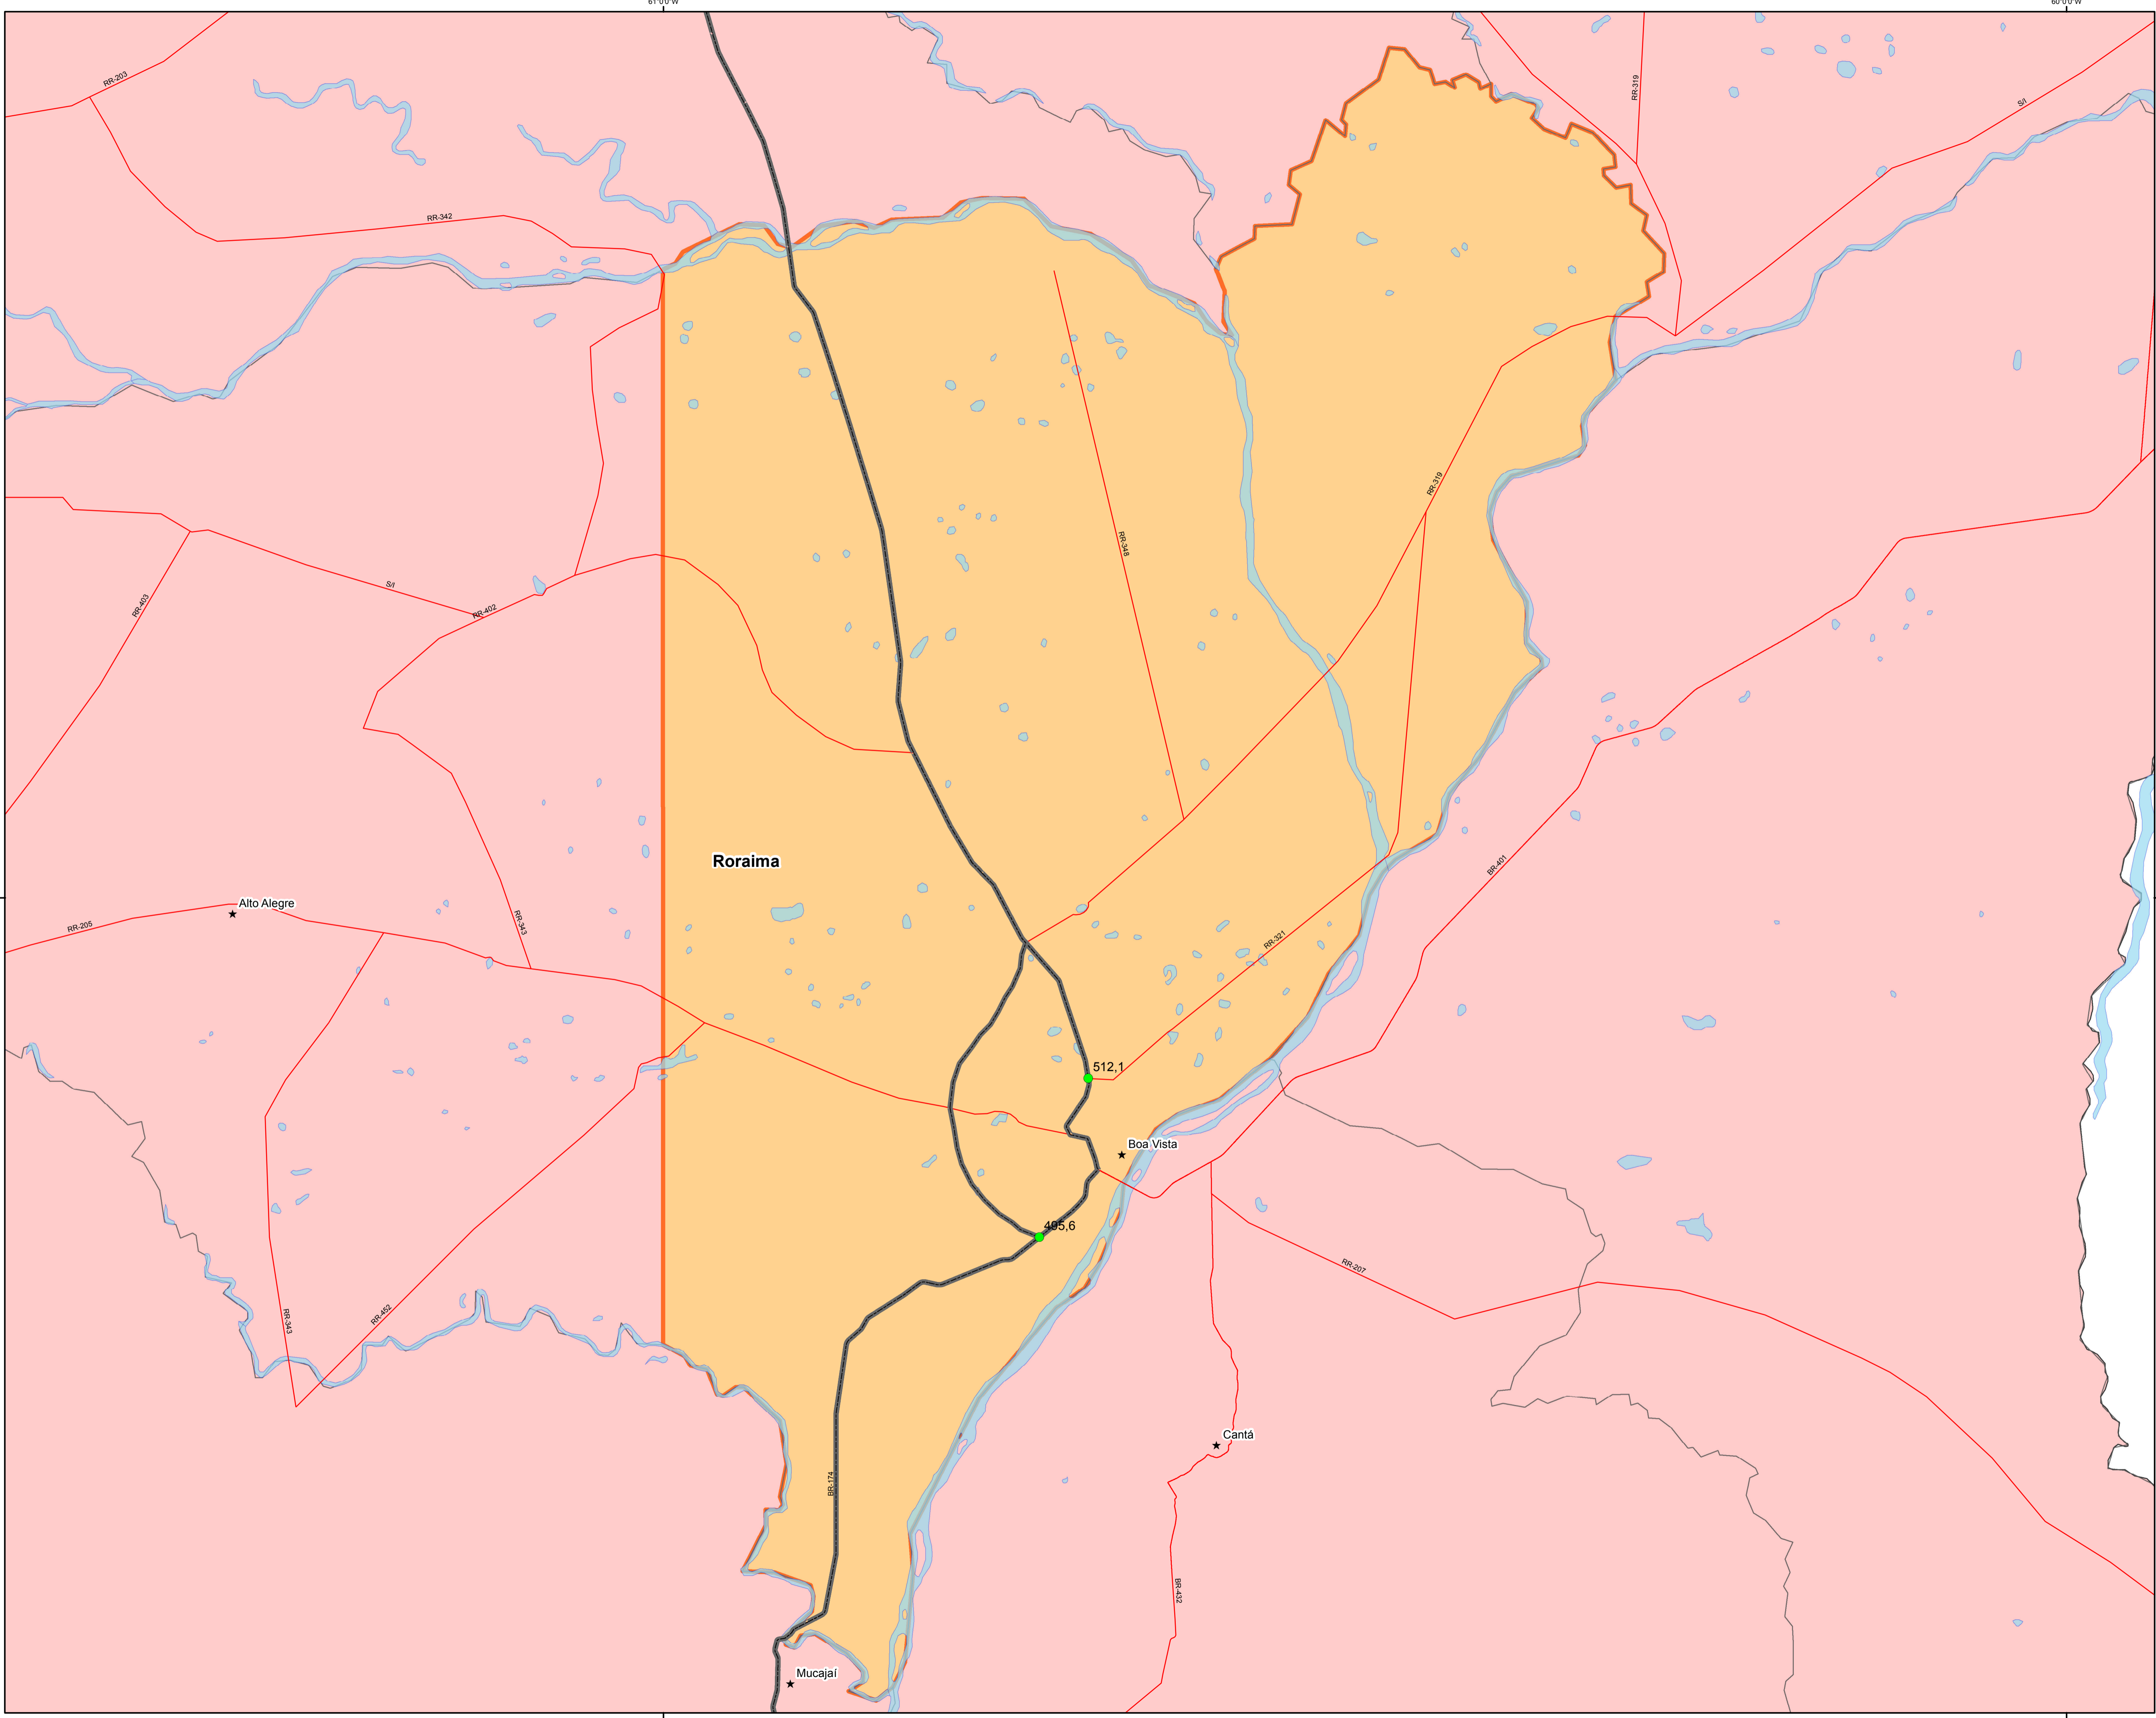 61°0'0"W
60°0'0"W
RR-203
RR-319
S/I
RR-342
RR-319
RR-348
S/I
RR-403
RR-402
Roraima
BR-401
Alto Alegre
RR-205
RR-343
RR-321
512,1
Boa Vista
495,6
RR-207
RR-343
RR-452
Cantá
BR-174
BR-432
Mucajaí